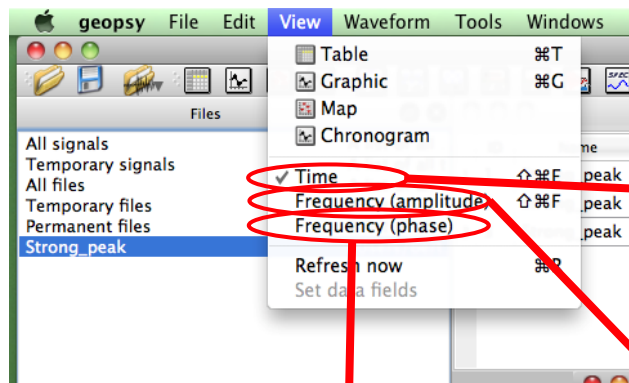 geopsy File Edit View Waveform Tools Windows
Files
All signals
Temporary signals
All files
Temporary files
Permanent files
Strong_peak
Table ⌘T
Graphic ⌘G
Map
Chronogram
✓ Time ⇧⌘F
Frequency (amplitude) ⇧⌘F
Frequency (phase)
Refresh now ⌘R
Set data fields
me
_peak
_peak
_peak